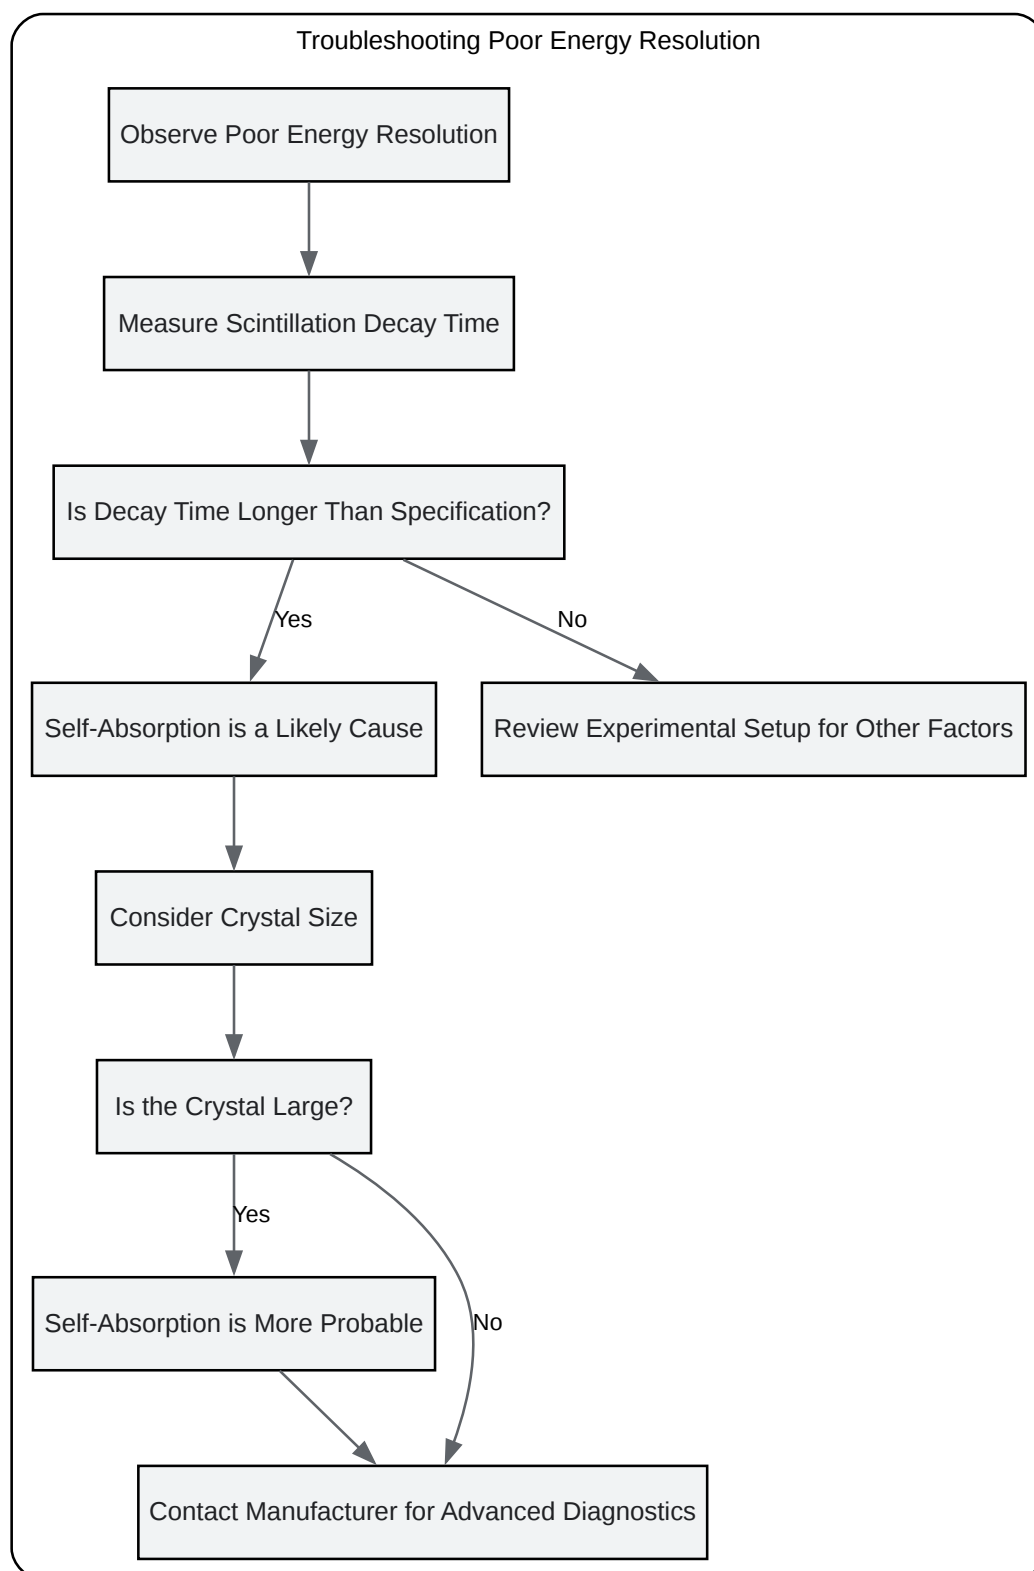 Troubleshooting Poor Energy Resolution
Observe Poor Energy Resolution
Measure Scintillation Decay Time
Is Decay Time Longer Than Specification?
Yes
No
Self-Absorption is a Likely Cause
Review Experimental Setup for Other Factors
Consider Crystal Size
Is the Crystal Large?
Yes
Self-Absorption is More Probable
No
Contact Manufacturer for Advanced Diagnostics